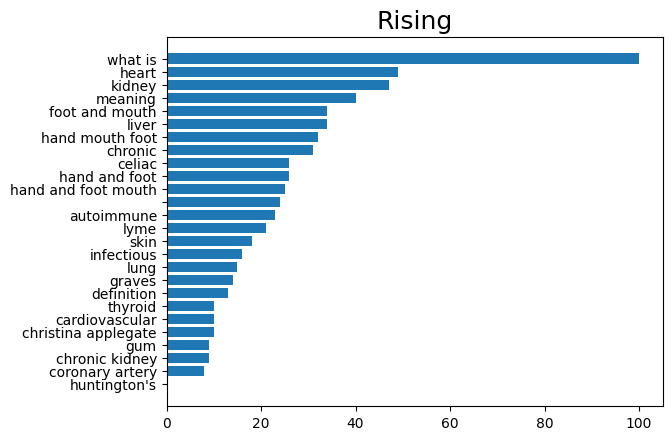 Rising
what is
heart
kidney
meaning
foot and mouth
liver
hand mouth foot
chronic
celiac
hand and foot
hand and foot mouth
autoimmune
lyme
skin
infectious
lung
graves
definition
thyroid
cardiovascular
christina applegate
gum
chronic kidney
coronary artery
huntington's
0 20 40 60 80 100